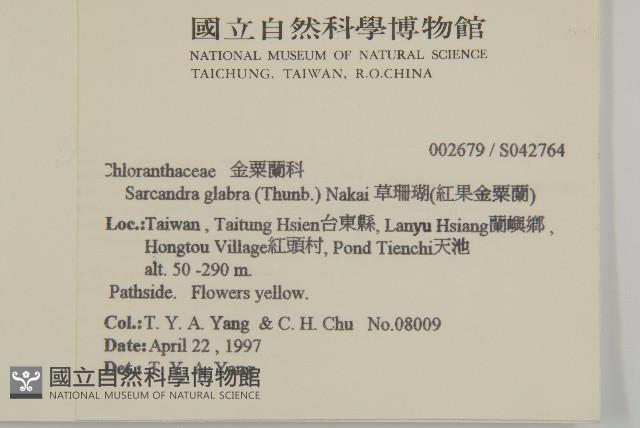 國立自然科學博物館
NATIONAL MUSEUM OF NATURAL SCIENCE
TAICHUNG, TAIWAN, R.O.CHINA
002679 / S042764
Chloranthaceae 金粟蘭科
Sarcandra glabra (Thunb.) Nakai 草珊瑚(紅果金粟蘭)
Loc.:Taiwan , Taitung Hsien台東縣, Lanyu Hsiang蘭嶼鄉 ,
Hongtou Village紅頭村, Pond Tienchi天池
alt. 50 -290 m.
Pathside. Flowers yellow.
Col.:T. Y. A. Yang & C. H. Chu No.08009
Date:April 22 , 1997
Det.: T. Y. A. Yang
國立自然科學博物館
NATIONAL MUSEUM OF NATURAL SCIENCE